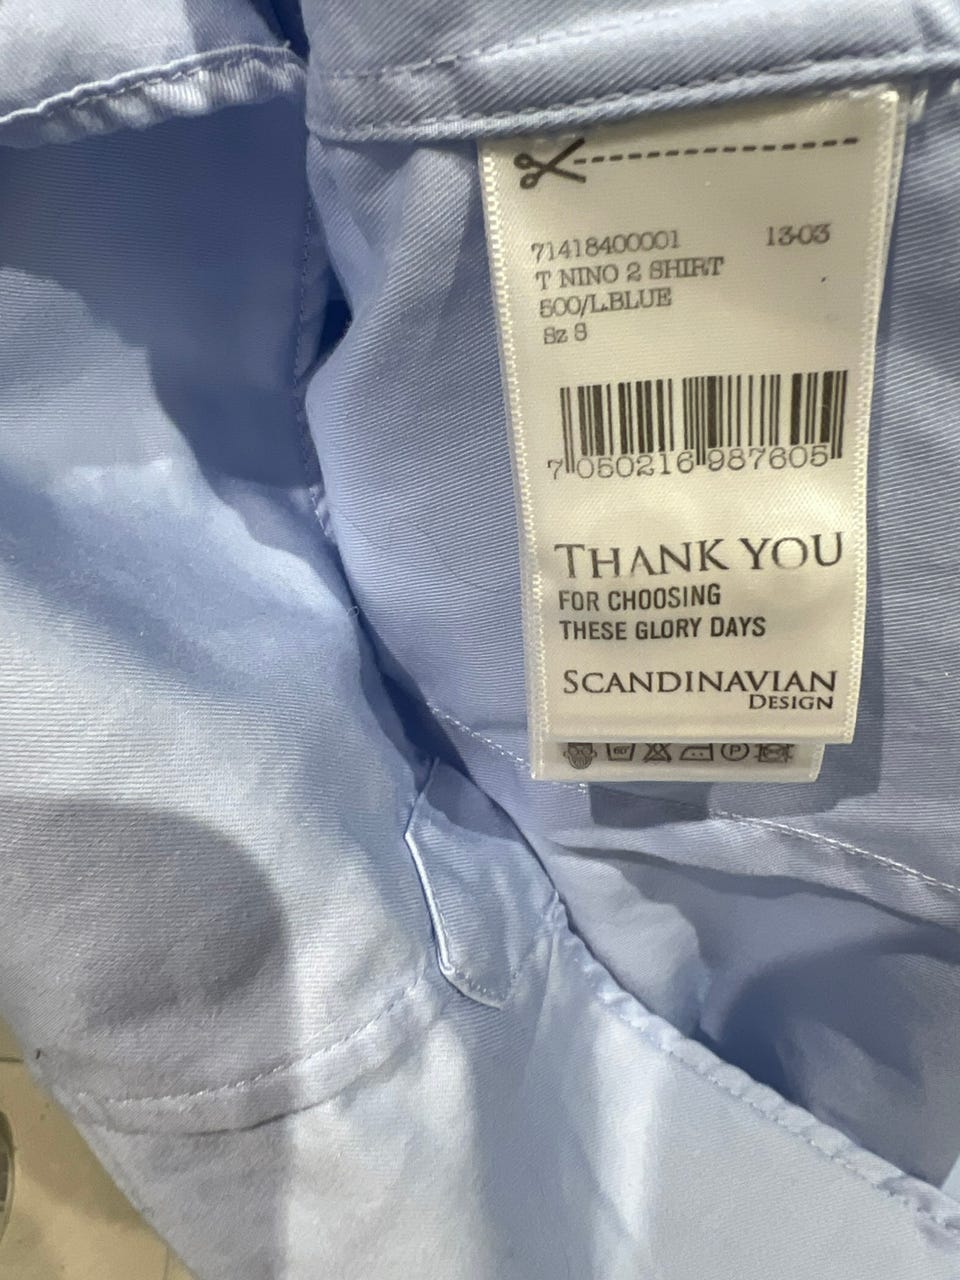 71418400001 13-03
T NINO 2 SHIRT
500/L.BLUE
Sz S
7 050216 987605
THANK YOU
FOR CHOOSING
THESE GLORY DAYS
SCANDINAVIAN
DESIGN
60° P